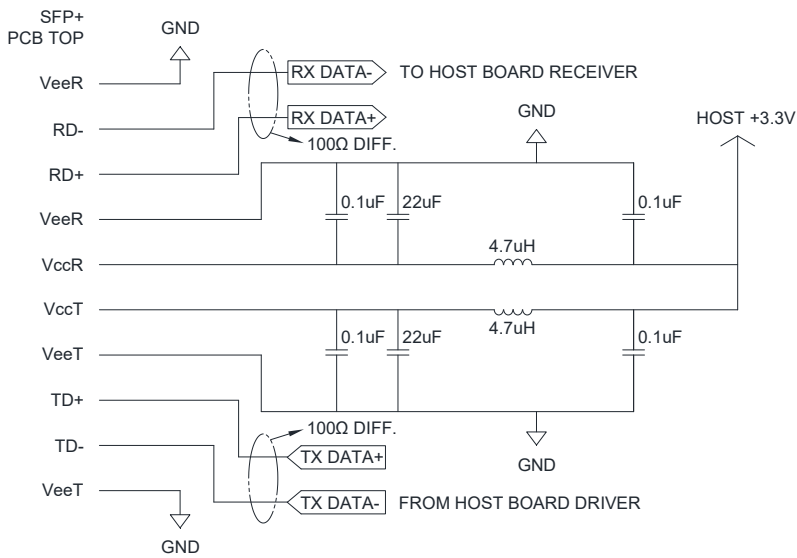 SFP+
PCB TOP
GND
VeeR
RX DATA-
TO HOST BOARD RECEIVER
RD-
RX DATA+
100Ω DIFF.
GND
HOST +3.3V
RD+
VeeR
0.1uF
22uF
0.1uF
4.7uH
VccR
VccT
4.7uH
0.1uF
22uF
0.1uF
VeeT
TD+
100Ω DIFF.
TX DATA+
GND
TD-
VeeT
TX DATA-
FROM HOST BOARD DRIVER
GND